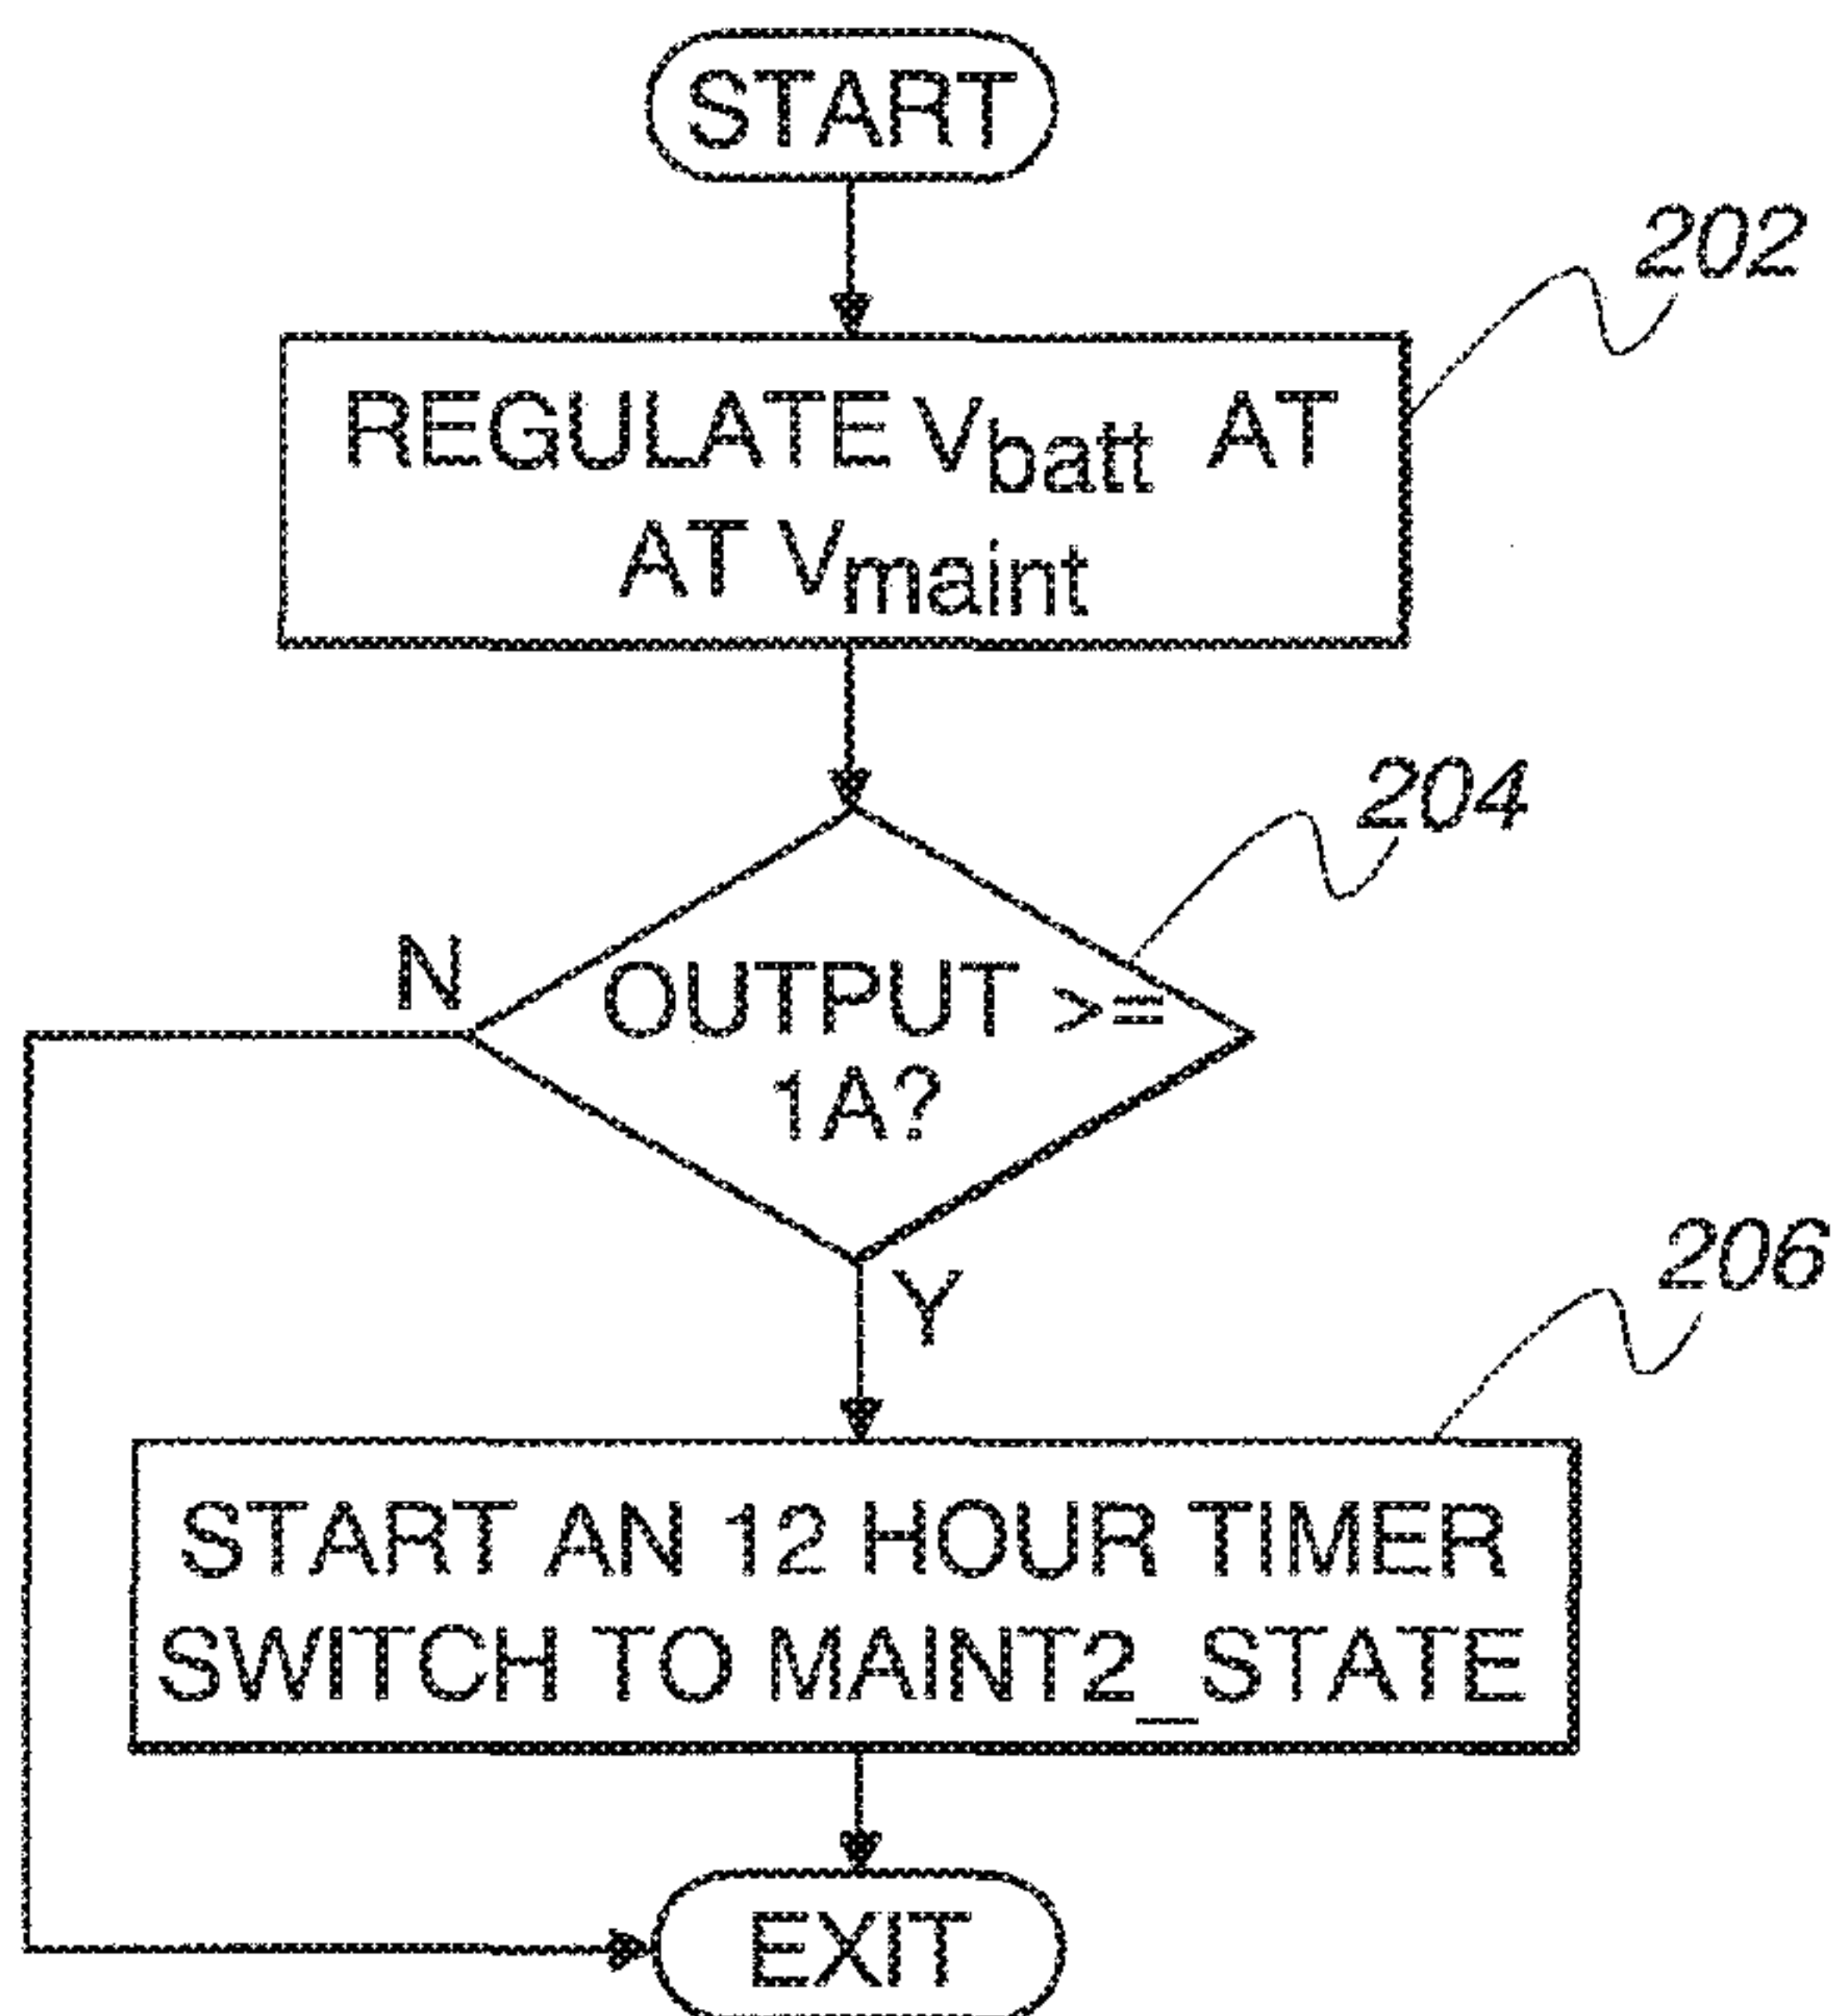 START
202
REGULATE Vbatt AT
AT Vmaint
204
N
OUTPUT >=
1A?
Y
206
START AN 12 HOUR TIMER
SWITCH TO MAINT2_STATE
EXIT